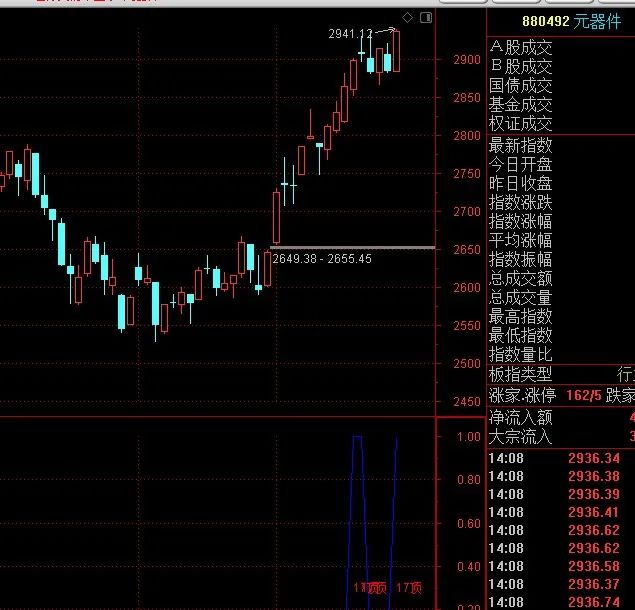 880492 元器件
2941.12
2900
2850
2800
2750
2700
2650
2600
2550
2500
2450
2649.38 - 2655.45
A股成交
B股成交
国债成交
基金成交
权证成交
最新指数
今日开盘
昨日收盘
指数涨跌
指数涨幅
平均涨幅
指数振幅
总成交额
总成交量
最高指数
最低指数
指数量比
板指类型 行
涨家.涨停 162/5 跌家
净流入额 4
大宗流入 3
1.00
0.80
0.60
0.40
0.20
17顶
14:08 2936.34
14:08 2936.38
14:08 2936.39
14:08 2936.41
14:08 2936.62
14:08 2936.62
14:08 2936.58
14:08 2936.37
14:08 2936.74